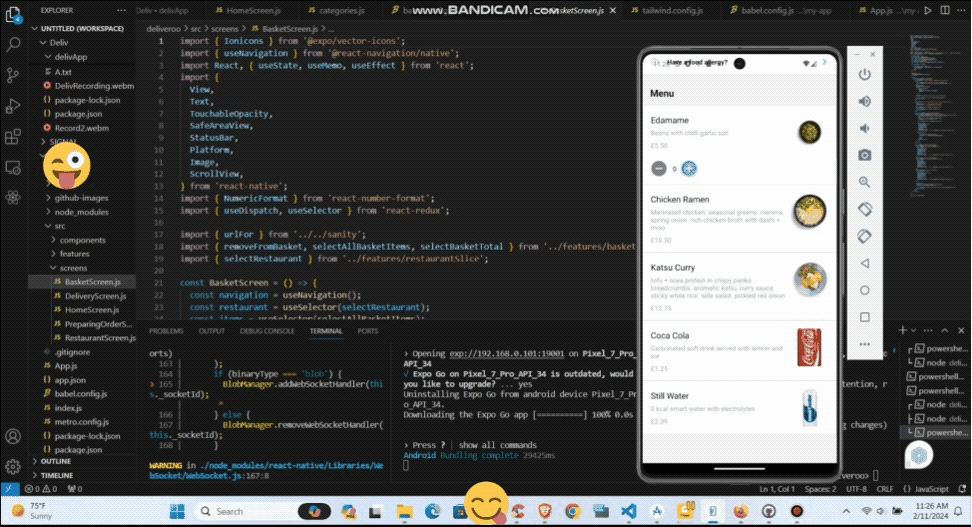 EXPLORER
Deliv
HomeScreen.js
categories.js
www.BANDICAM.com
BasketScreen.js
tailwind.config.js
babel.config.js ...\my-app
App.js ...\my
UNTITLED (WORKSPACE)
Deliv
delivApp
A.txt
DelivRecording.webm
package-lock.json
package.json
Record2.webm
github-images
node_modules
src
components
features
screens
BasketScreen.js
DeliveryScreen.js
HomeScreen.js
PreparingOrderS...
RestaurantScreen.js
.gitignore
App.js
app.json
babel.config.js
index.js
metro.config.js
package-lock.json
package.json
OUTLINE
TIMELINE
deliveroo > src > screens > JS BasketScreen.js > ...
1 import { Ionicons } from '@expo/vector-icons';
2 import { useNavigation } from '@react-navigation/native';
3 import React, { useState, useMemo, useEffect } from 'react';
4 import {
5 View,
6 Text,
7 TouchableOpacity,
8 SafeAreaView,
9 StatusBar,
10 Platform,
11 Image,
12 ScrollView,
13 } from 'react-native';
14 import { NumericFormat } from 'react-number-format';
15 import { useDispatch, useSelector } from 'react-redux';
16
17 import { urlFor } from '../../sanity';
18 import { removeFromBasket, selectAllBasketItems, selectBasketTotal } from '../features/basket
19 import { selectRestaurant } from '../features/restaurantSlice';
20
21 const BasketScreen = () => {
22 const navigation = useNavigation();
23 const restaurant = useSelector(selectRestaurant);
24 const items = useSelector(selectAllBasketItems);
PROBLEMS OUTPUT DEBUG CONSOLE TERMINAL PORTS
orts)
163 | };
164 | if (binaryType === 'blob') {
> 165 | BlobManager.addWebSocketHandler(this._socketId);
| ^
166 | } else {
167 | BlobManager.removeWebSocketHandler(this._socketId);
168 | }
WARNING in ./node_modules/react-native/Libraries/WebSocket/WebSocket.js:167:8
› Opening exp://192.168.0.101:19001 on Pixel_7_Pro_API_34
√ Expo Go on Pixel_7_Pro_API_34 is outdated, would you like to upgrade? ... yes
Uninstalling Expo Go from android device Pixel_7_Pro_API_34.
Downloading the Expo Go app [==========] 100% 0.0s
› Press ? | show all commands
Android Bundling complete 29425ms
Have a food allergy?
Menu
Edamame
Beans with chilli garlic salt
£5.50
0
Chicken Ramen
Marinated chicken. seasonal greens. menma. spring onion. rich chicken broth with dashi + miso
£10.50
Katsu Curry
tofu + soya protein in crispy panko breadcrumbs. aromatic katsu curry sauce. sticky white rice. side salad. pickled red onion
£12.75
Coca Cola
Carbonated soft drink served with lemon and ice
£1.25
Still Water
0 kcal smart water with electrolytes
£2.39
ntion, r
g changes)
veroo>
powershe...
node deli...
powershell...
powershe...
node deli...
node deli...
powershe...
0 0 0
Ln 1, Col 1 Spaces: 2 UTF-8 CRLF {} JavaScript
75°F
Sunny
Search
11:26 AM
2/11/2024